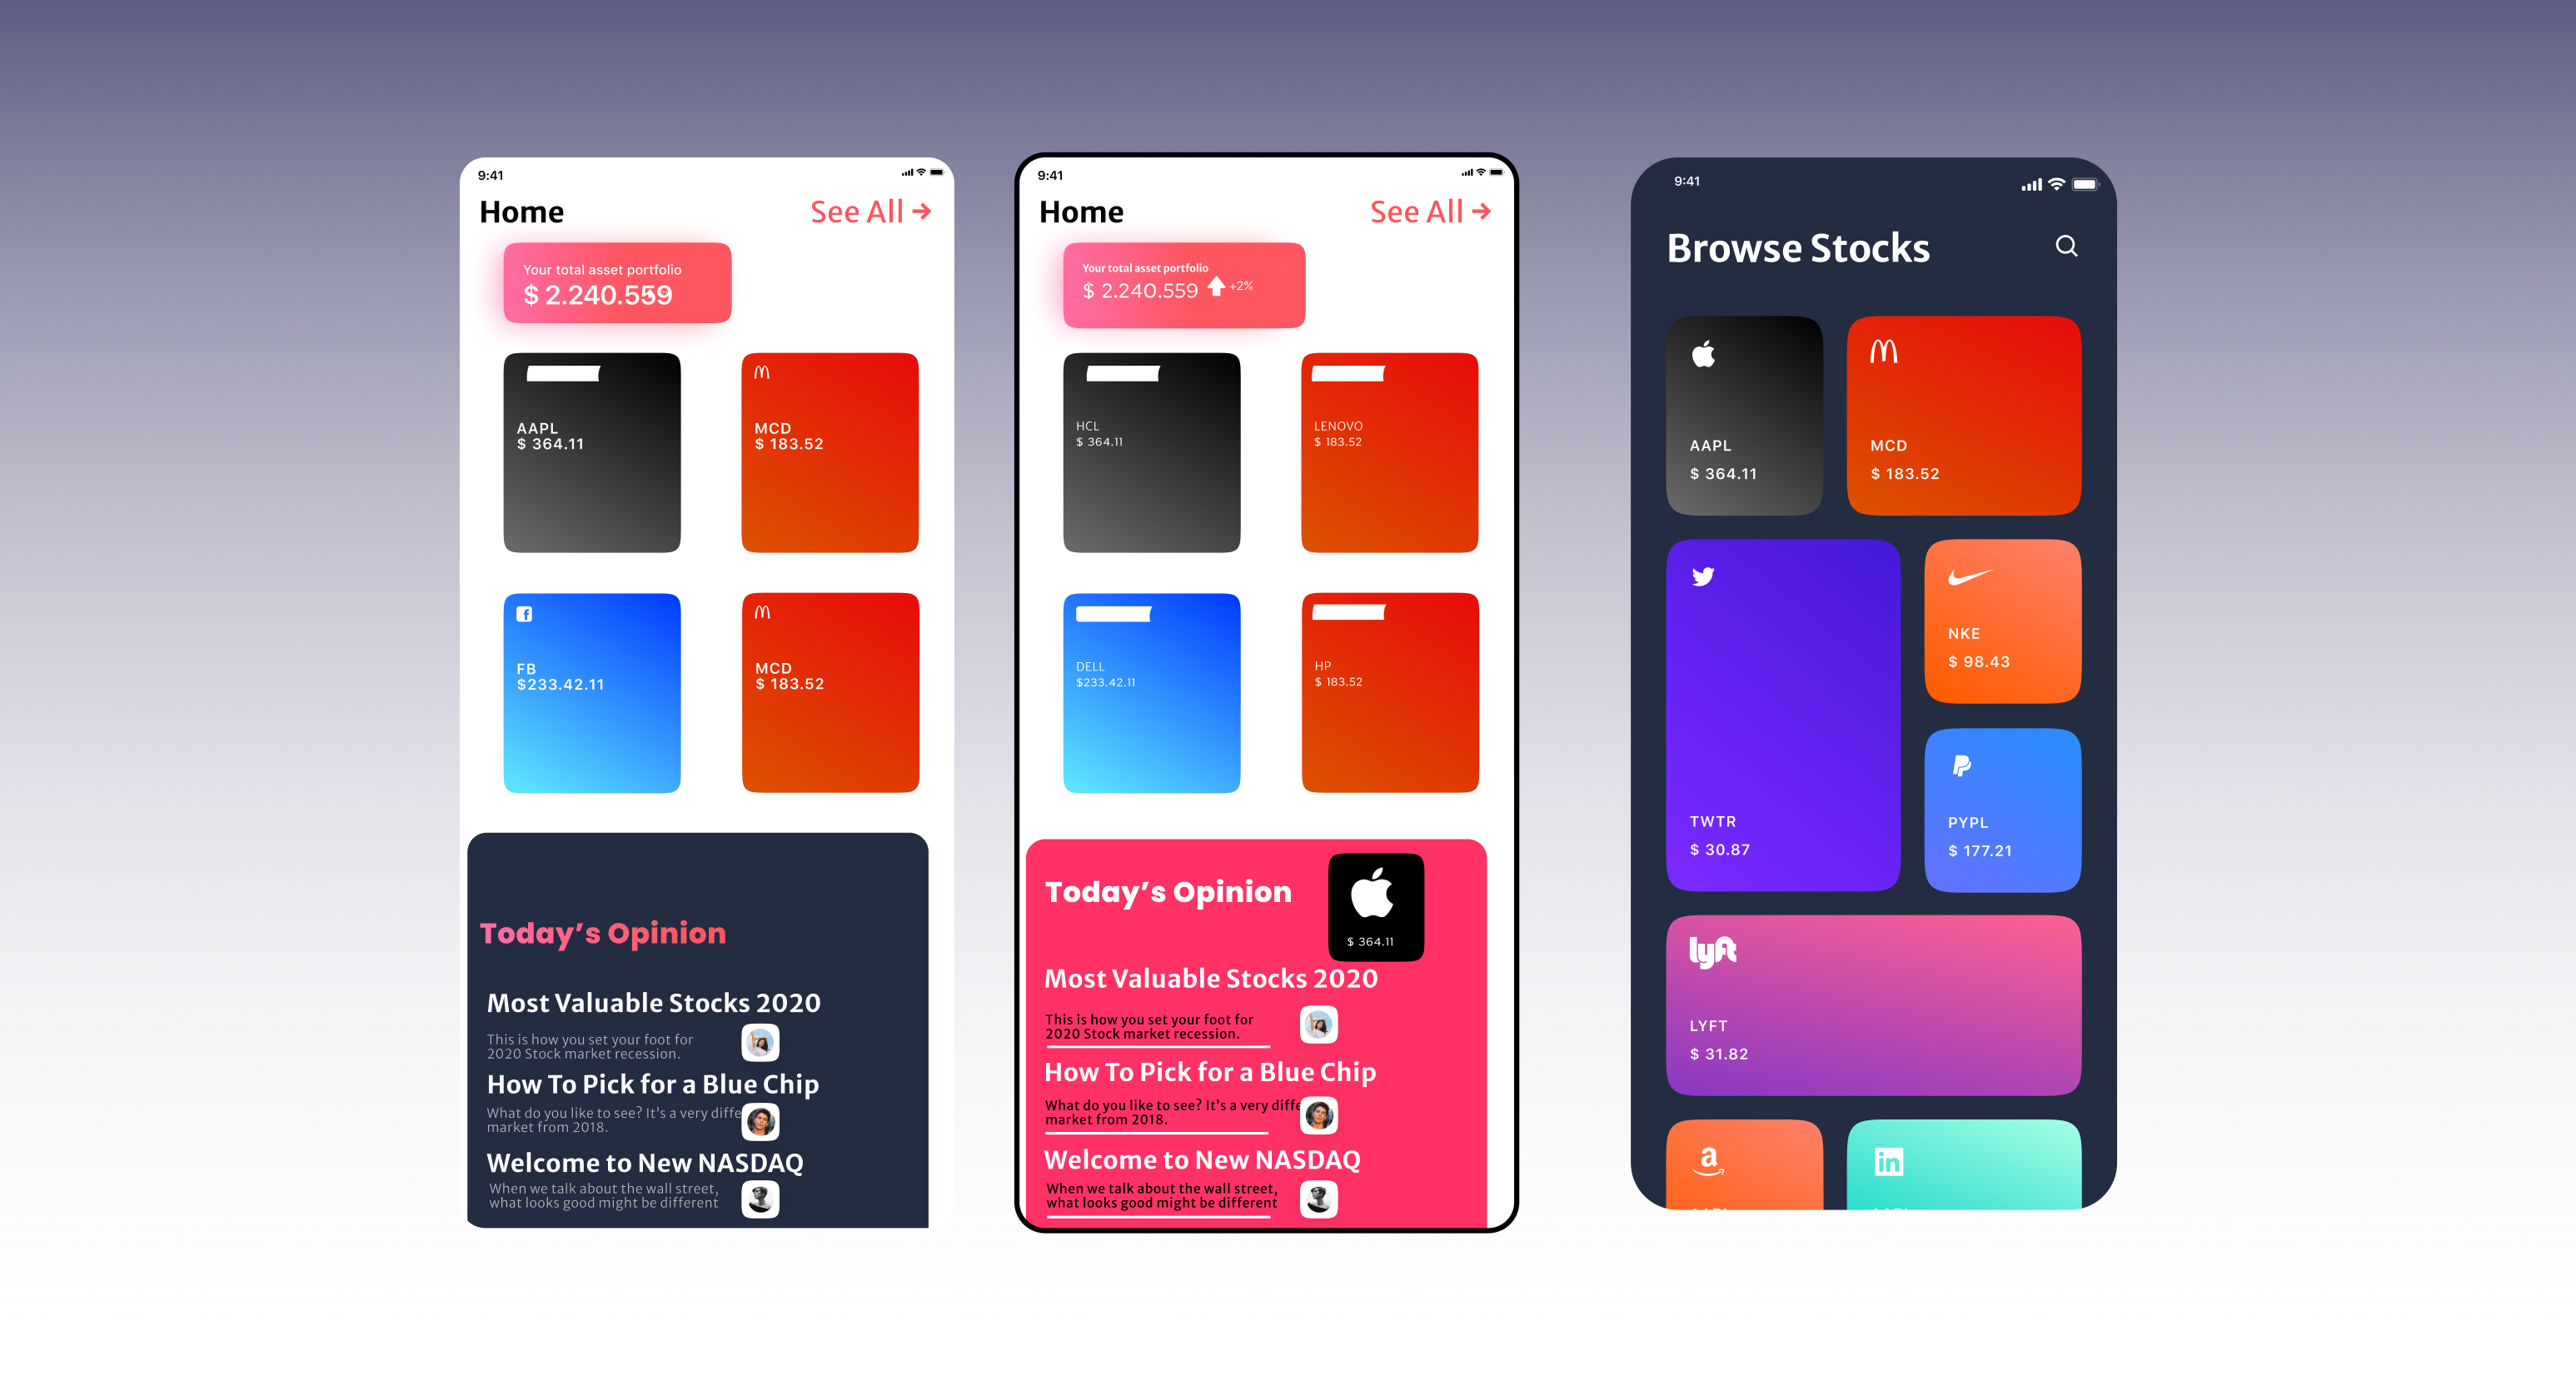 9:41
Home
See All
Your total asset portfolio
$ 2.240.559
AAPL
$ 364.11
MCD
$ 183.52
FB
$233.42.11
MCD
$ 183.52
Today’s Opinion
Most Valuable Stocks 2020
This is how you set your foot for
2020 Stock market recession.
How To Pick for a Blue Chip
What do you like to see? It’s a very
market from 2018.
Welcome to New NASDAQ
When we talk about the wall street,
what looks good might be different
9:41
Home
See All
Your total asset portfolio
$ 2.240.559
+2%
HCL
$ 364.11
LENOVO
$ 183.52
DELL
$233.42.11
HP
$ 183.52
Today’s Opinion
$ 364.11
Most Valuable Stocks 2020
This is how you set your foot for
2020 Stock market recession.
How To Pick for a Blue Chip
What do you like to see? It’s a very
market from 2018.
Welcome to New NASDAQ
When we talk about the wall street,
what looks good might be different
9:41
Browse Stocks
AAPL
$ 364.11
MCD
$ 183.52
TWTR
$ 30.87
NKE
$ 98.43
PYPL
$ 177.21
lyft
LYFT
$ 31.82
a
in